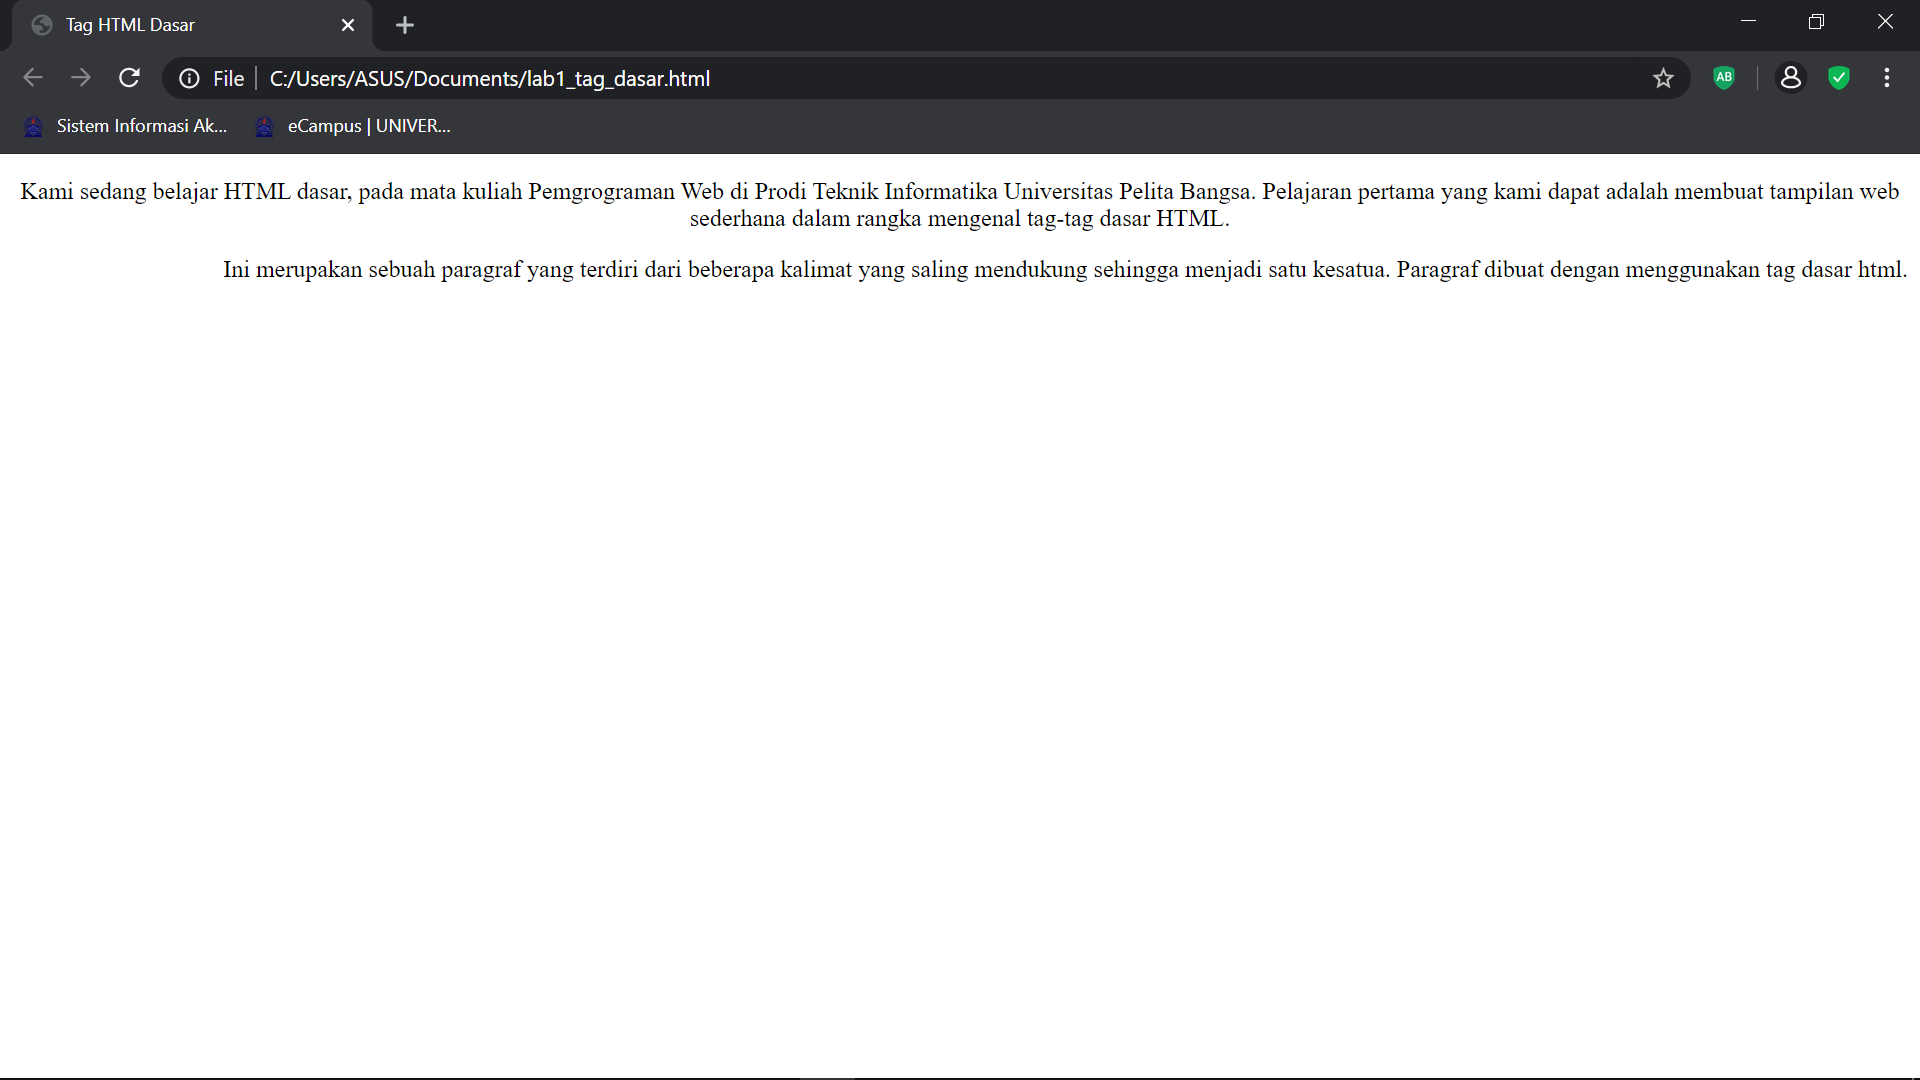 Tag HTML Dasar
File
C:/Users/ASUS/Documents/lab1_tag_dasar.html
AB
Sistem Informasi Ak...
eCampus | UNIVER...
Kami sedang belajar HTML dasar, pada mata kuliah Pemgrograman Web di Prodi Teknik Informatika Universitas Pelita Bangsa. Pelajaran pertama yang kami dapat adalah membuat tampilan web
sederhana dalam rangka mengenal tag-tag dasar HTML.
Ini merupakan sebuah paragraf yang terdiri dari beberapa kalimat yang saling mendukung sehingga menjadi satu kesatua. Paragraf dibuat dengan menggunakan tag dasar html.